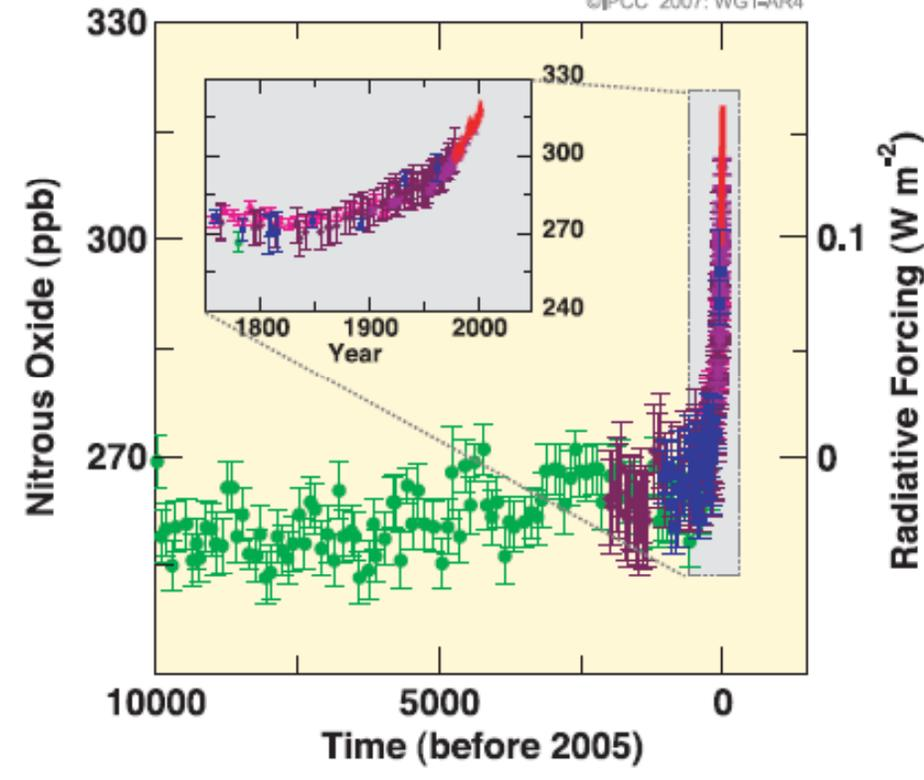 ©IPCC 2007: WG1-AR4
330
300
270
Nitrous Oxide (ppb)
330
300
270
240
1800 1900 2000
Year
0.1
0
Radiative Forcing (W m-2)
10000 5000 0
Time (before 2005)